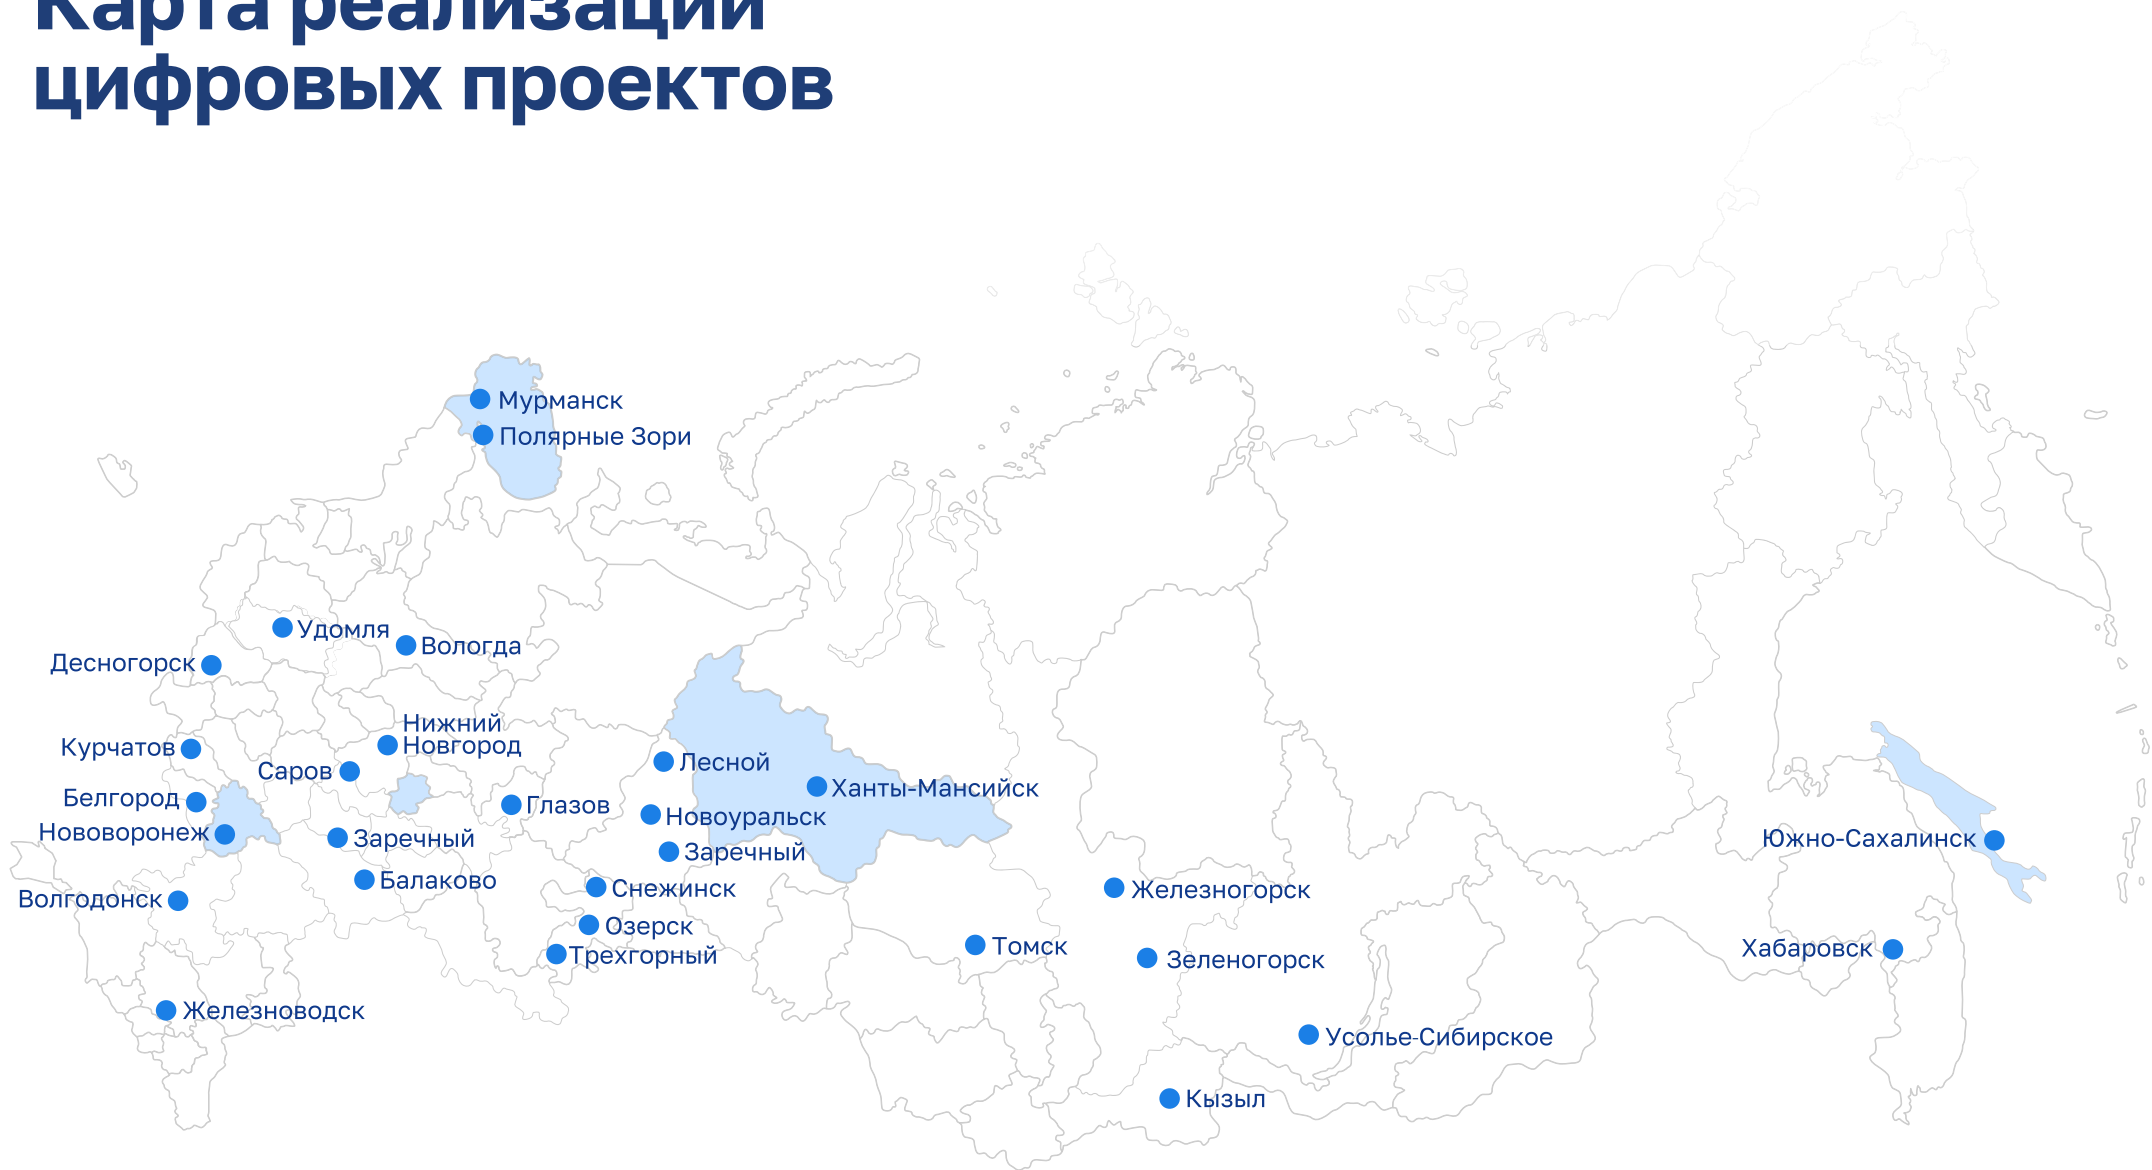 Карта реализации
цифровых проектов
Мурманск
Полярные Зори
Удомля
Вологда
Десногорск
Нижний
Новгород
Курчатов
Саров
Лесной
Ханты-Мансийск
Белгород
Глазов
Новоуральск
Нововоронеж
Заречный
Заречный
Южно-Сахалинск
Балаково
Снежинск
Железногорск
Волгодонск
Озерск
Томск
Хабаровск
Трехгорный
Зеленогорск
Железноводск
Усолье-Сибирское
Кызыл